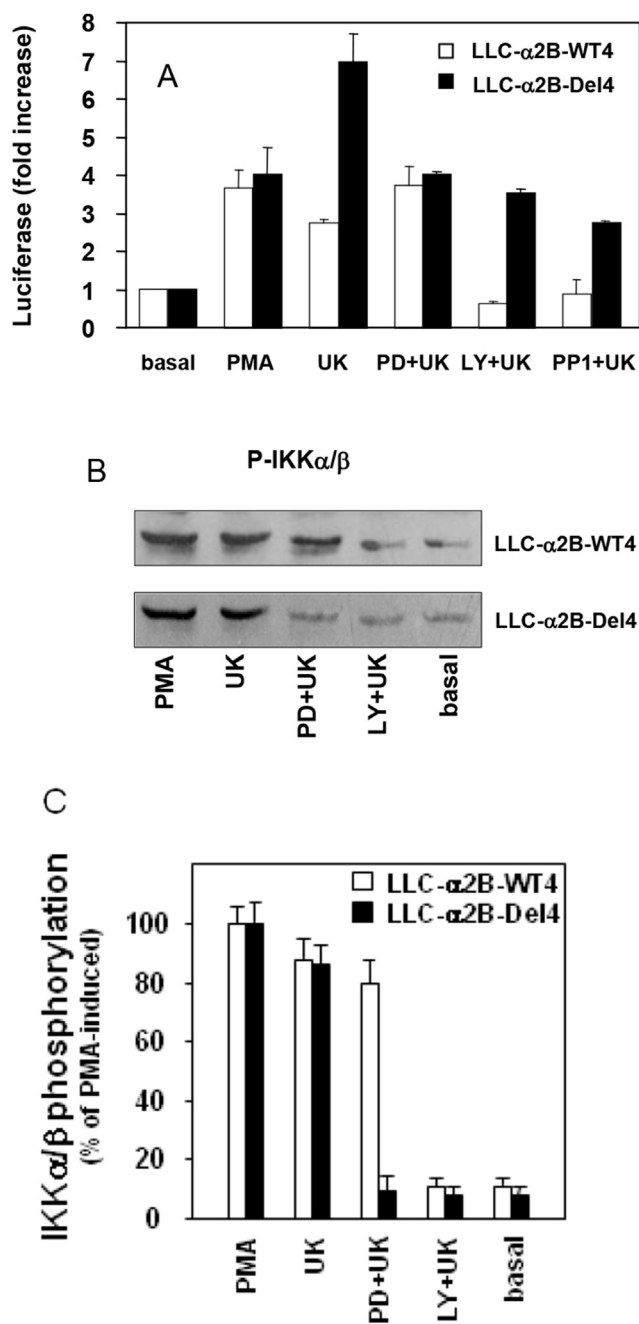 A
LLC-α2B-WT4
LLC-α2B-Del4
Luciferase (fold increase)
8
7
6
5
4
3
2
1
0
basal PMA UK PD+UK LY+UK PP1+UK
B
P-IKKα/β
LLC-α2B-WT4
LLC-α2B-Del4
PMA UK PD+UK LY+UK basal
C
LLC-α2B-WT4
LLC-α2B-Del4
IKKα/β phosphorylation
(% of PMA-induced)
100
80
60
40
20
0
PMA UK PD+UK LY+UK basal